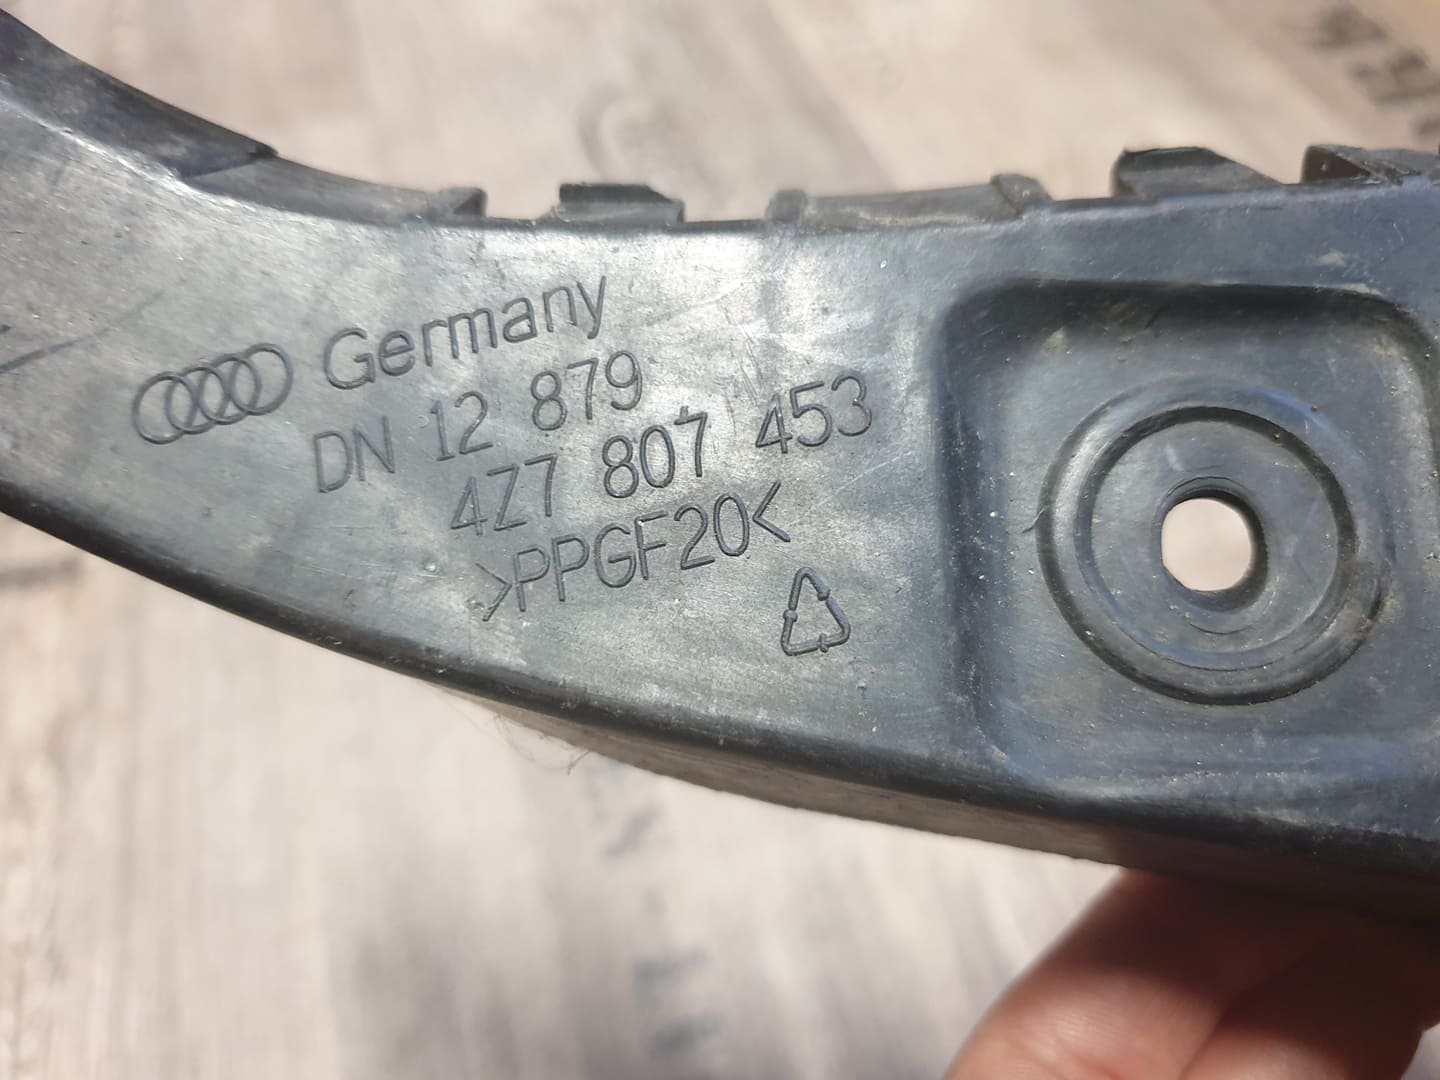 Germany
DN 12 879
4Z7 807 453
>PPGF20<